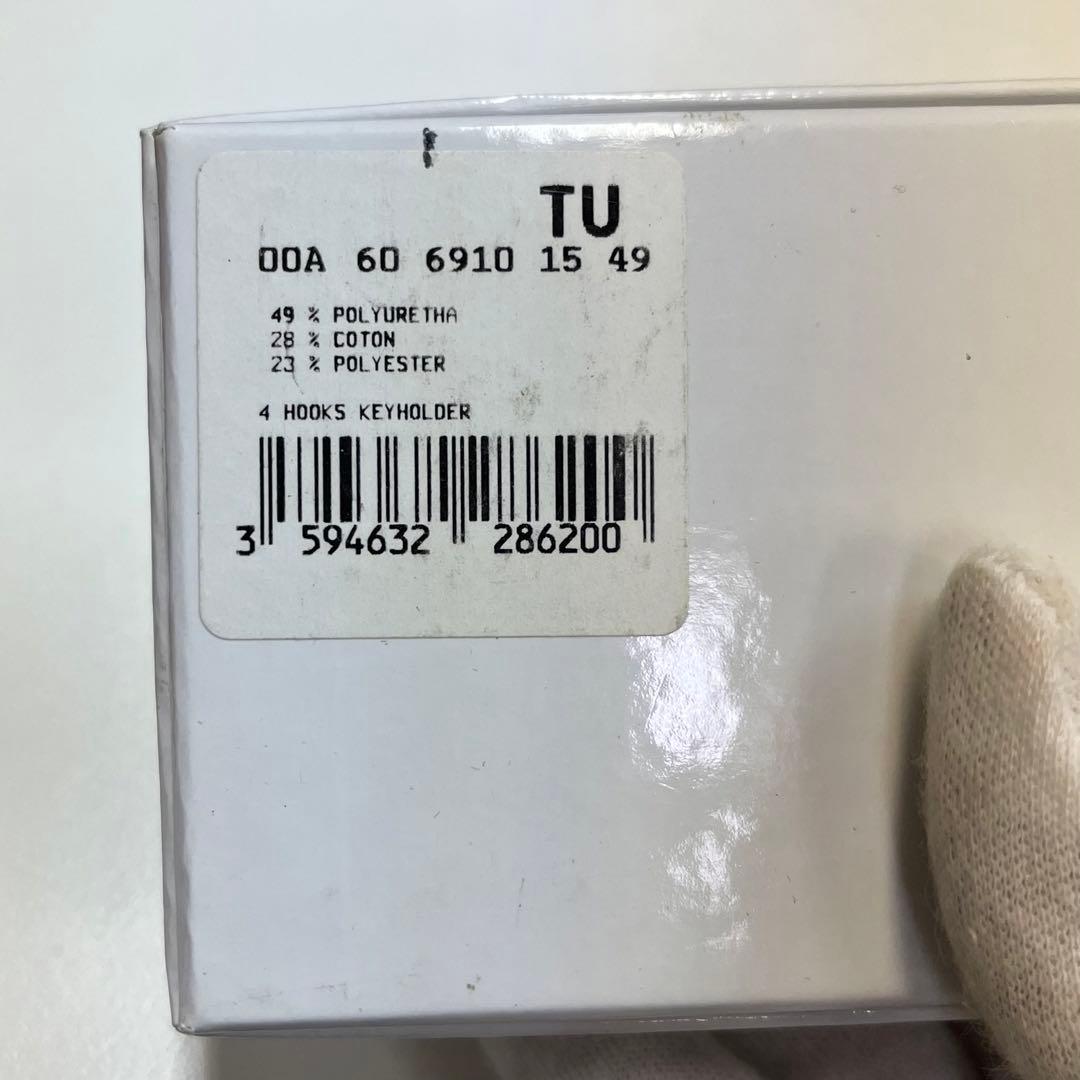 TU
00A 60 6910 15 49
49 % POLYURETHA
28 % COTON
23 % POLYESTER
4 HOOKS KEYHOLDER
3 594632 286200